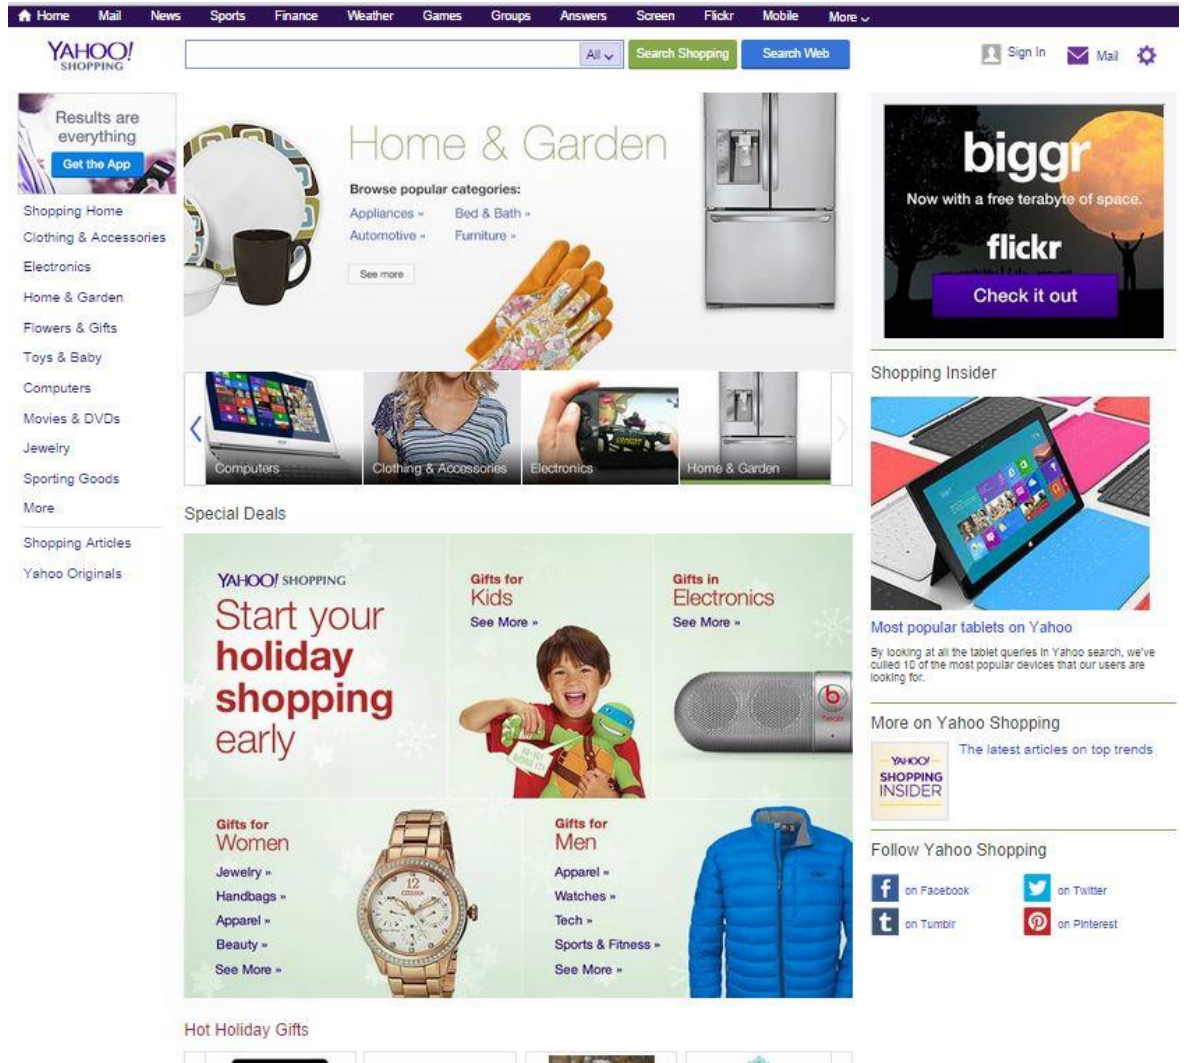 Home Mail News Sports Finance Weather Games Groups Answers Screen Flickr Mobile More
YAHOO!
SHOPPING
All
Search Shopping
Search Web
Sign In
Mail
Results are
everything
Get the App
Shopping Home
Clothing & Accessories
Electronics
Home & Garden
Flowers & Gifts
Toys & Baby
Computers
Movies & DVDs
Jewelry
Sporting Goods
More
Shopping Articles
Yahoo Originals
Home & Garden
Browse popular categories:
Appliances » Bed & Bath »
Automotive » Furniture »
See more
Computers
Clothing & Accessories
Electronics
Home & Garden
Special Deals
YAHOO! SHOPPING
Start your
holiday
shopping
early
Gifts for
Kids
See More »
Gifts in
Electronics
See More »
beats
Gifts for
Women
Jewelry »
Handbags »
Apparel »
Beauty »
See More »
12
CITIZEN
Gifts for
Men
Apparel »
Watches »
Tech »
Sports & Fitness »
See More »
Hot Holiday Gifts
biggr
Now with a free terabyte of space.
flickr
Check it out
Shopping Insider
Start
Most popular tablets on Yahoo
By looking at all the tablet queries in Yahoo search, we've
culled 10 of the most popular devices that our users are
looking for.
More on Yahoo Shopping
YAHOO!
SHOPPING
INSIDER
The latest articles on top trends
Follow Yahoo Shopping
on Facebook
on Twitter
on Tumblr
on Pinterest